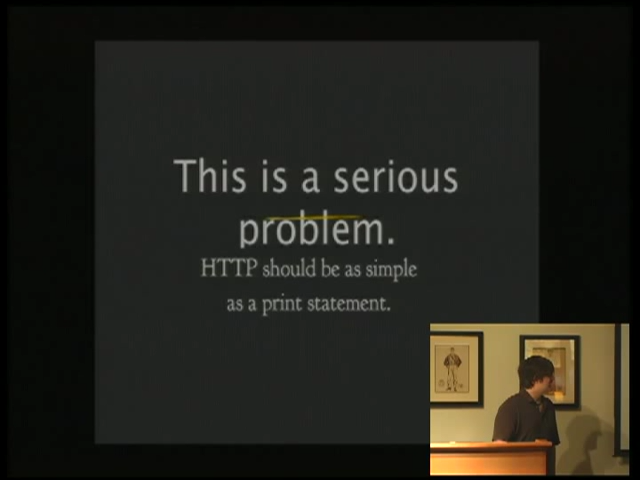 This is a serious
problem.
HTTP should be as simple
as a print statement.